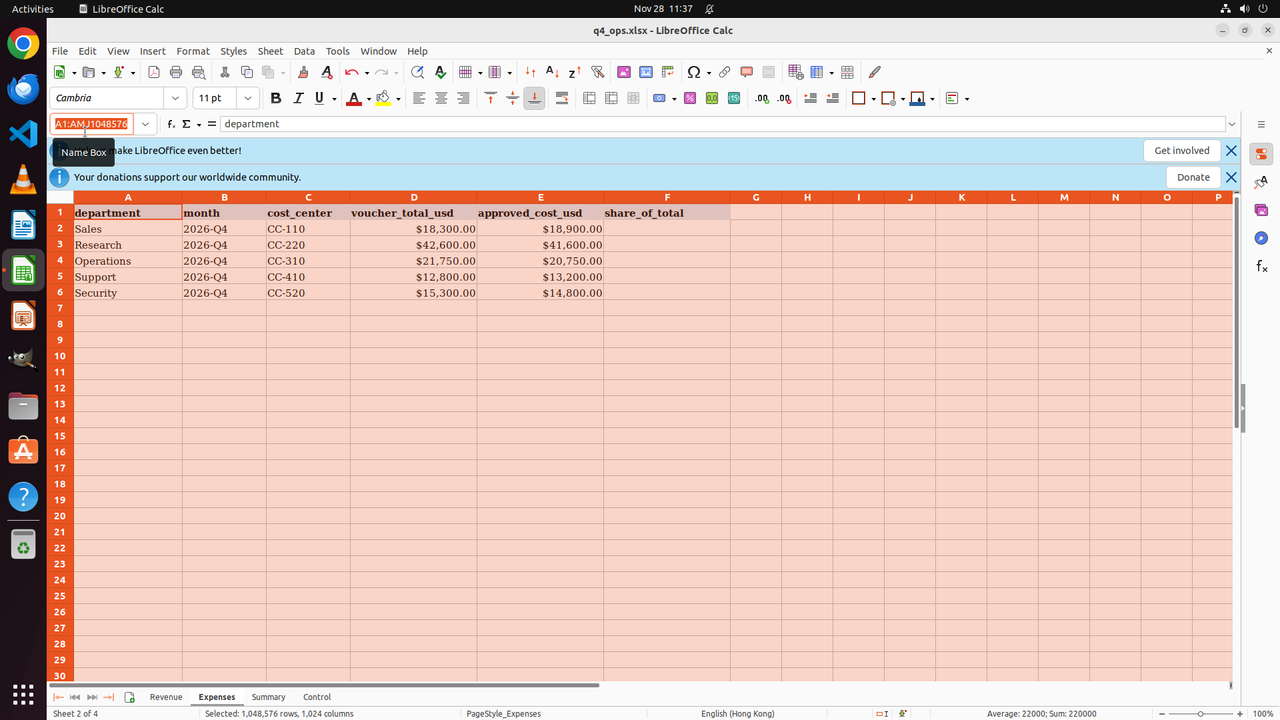 Activities
LibreOffice Calc
Nov 28 11:37
q4_ops.xlsx - LibreOffice Calc
File Edit View Insert Format Styles Sheet Data Tools Window Help
Cambria
11 pt
A1:AMJ1048576
department
Name Box
make LibreOffice even better!
Get involved
Your donations support our worldwide community.
Donate
A B C D E F G H I J K L M N O P
1 department month cost_center voucher_total_usd approved_cost_usd share_of_total
2 Sales 2026-Q4 CC-110 $18,300.00 $18,900.00
3 Research 2026-Q4 CC-220 $42,600.00 $41,600.00
4 Operations 2026-Q4 CC-310 $21,750.00 $20,750.00
5 Support 2026-Q4 CC-410 $12,800.00 $13,200.00
6 Security 2026-Q4 CC-520 $15,300.00 $14,800.00
7
8
9
10
11
12
13
14
15
16
17
18
19
20
21
22
23
24
25
26
27
28
29
30
Revenue Expenses Summary Control
Sheet 2 of 4
Selected: 1,048,576 rows, 1,024 columns
PageStyle_Expenses
English (Hong Kong)
Average: 22000; Sum: 220000
100%